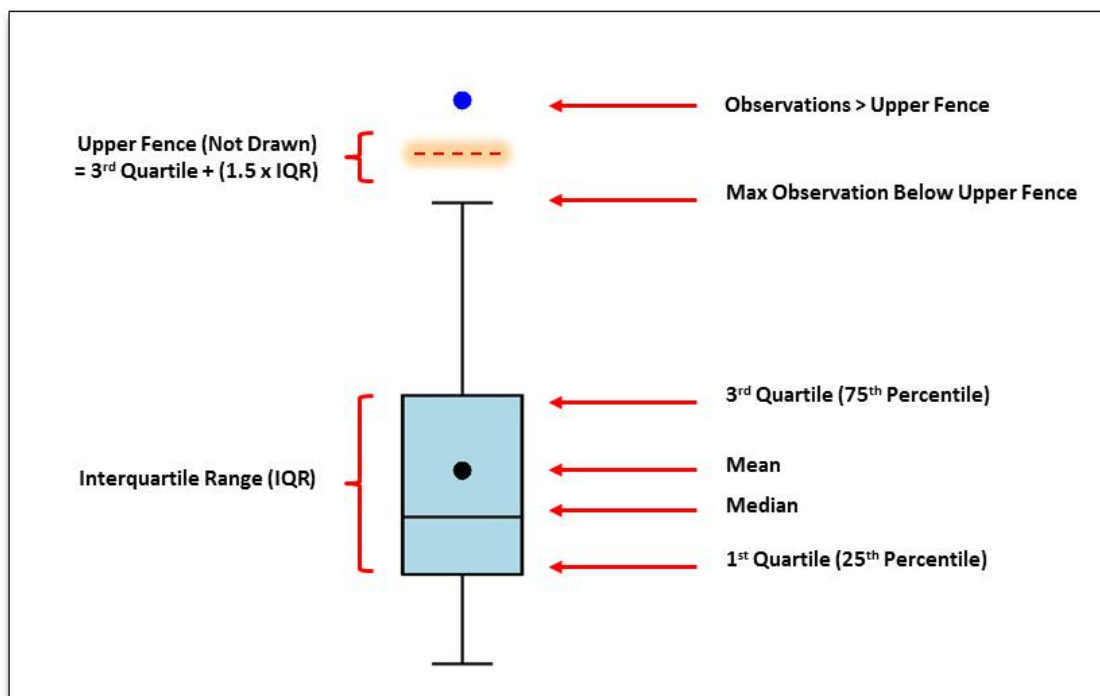 Observations > Upper Fence
Upper Fence (Not Drawn)
= 3rd Quartile + (1.5 x IQR)
Max Observation Below Upper Fence
3rd Quartile (75th Percentile)
Mean
Interquartile Range (IQR)
Median
1st Quartile (25th Percentile)